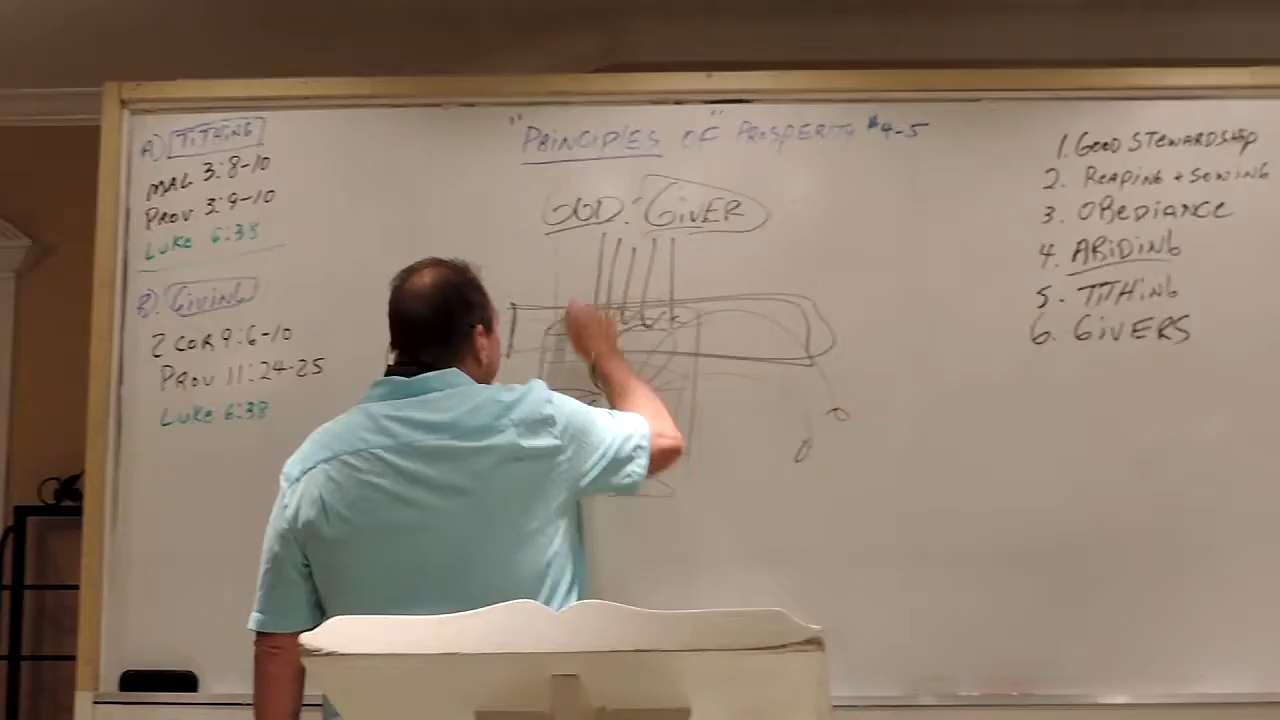 "PRINCIPLES OF" PROSPERITY #4-5
A) TITHING
MAL 3:8-10
PROV 3:9-10
Luke 6:35
B). Giving
2 COR 9:6-10
PROV 11:24-25
Luke 6:38
GOD: GIVER
1. GOOD STEWARDSHIP
2. REAPING + SOWING
3. OBEDIANCE
4. ABIDING
5. TITHING
6. GIVERS